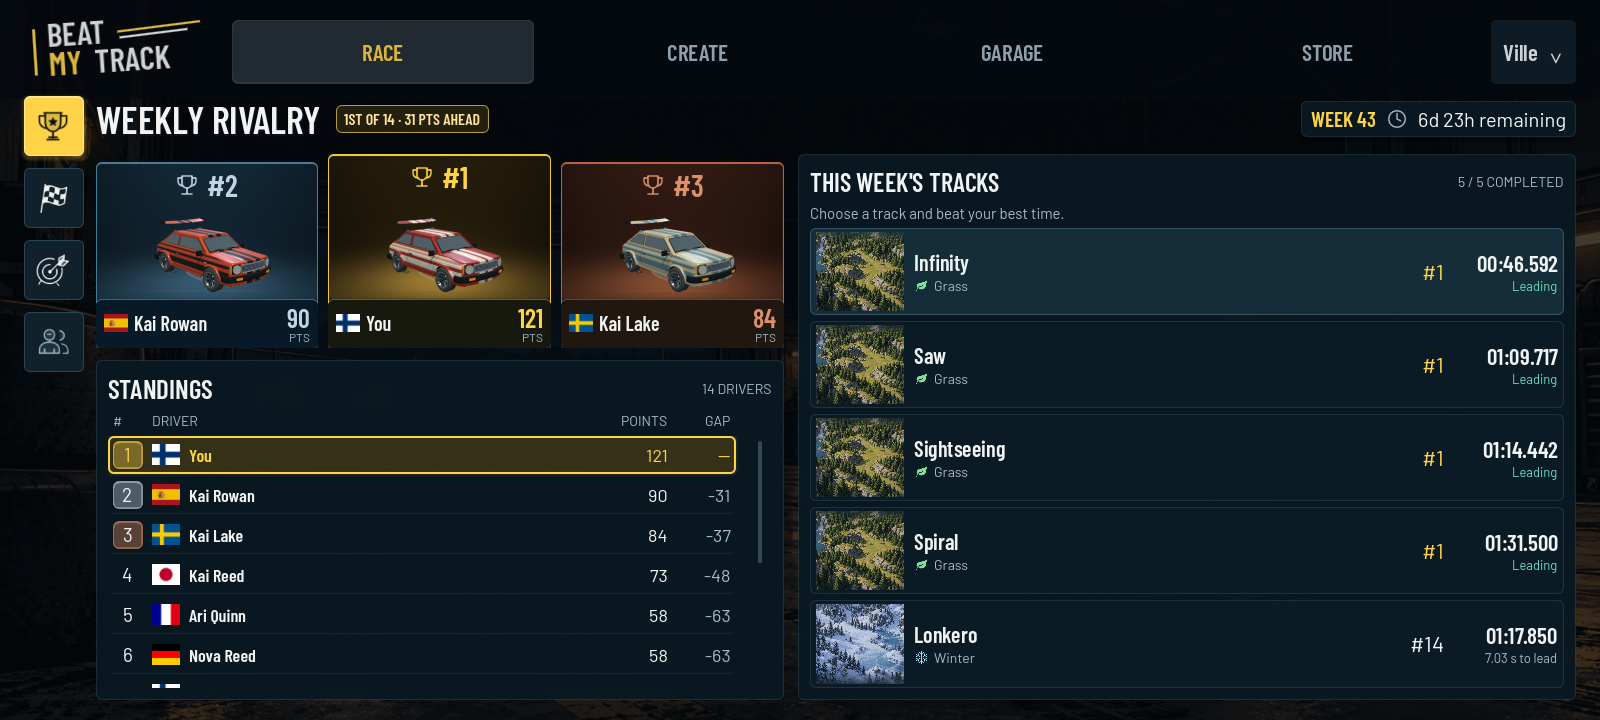 BEAT
MY TRACK
RACE
CREATE
GARAGE
STORE
Ville
WEEKLY RIVALRY
1ST OF 14 · 31 PTS AHEAD
WEEK 43
6d 23h remaining
#2
Kai Rowan
90
PTS
#1
You
121
PTS
#3
Kai Lake
84
PTS
STANDINGS
14 DRIVERS
# DRIVER POINTS GAP
1 You 121 —
2 Kai Rowan 90 -31
3 Kai Lake 84 -37
4 Kai Reed 73 -48
5 Ari Quinn 58 -63
6 Nova Reed 58 -63
THIS WEEK'S TRACKS
5 / 5 COMPLETED
Choose a track and beat your best time.
Infinity
Grass
#1
00:46.592
Leading
Saw
Grass
#1
01:09.717
Leading
Sightseeing
Grass
#1
01:14.442
Leading
Spiral
Grass
#1
01:31.500
Leading
Lonkero
Winter
#14
01:17.850
7.03 s to lead